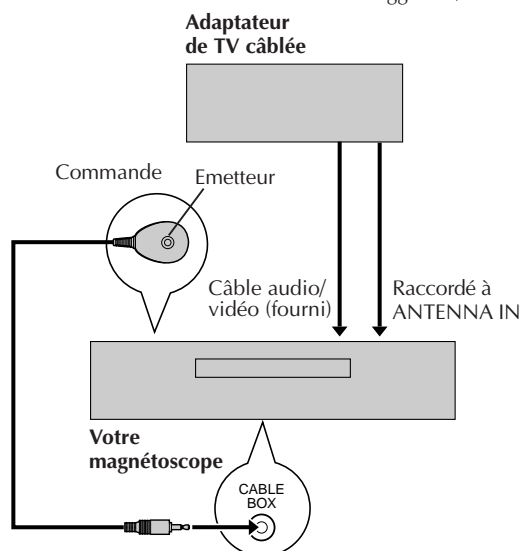 Adaptateur
de TV câblée
Commande
Emetteur
Câble audio/
vidéo (fourni)
Raccordé à
ANTENNA IN
Votre
magnétoscope
CABLE
BOX